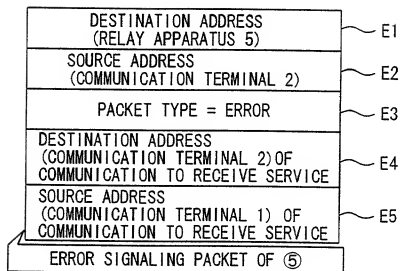 DESTINATION ADDRESS
(RELAY APPARATUS 5)
E1
SOURCE ADDRESS
(COMMUNICATION TERMINAL 2)
E2
PACKET TYPE = ERROR
E3
DESTINATION ADDRESS
(COMMUNICATION TERMINAL 2)OF
COMMUNICATION TO RECEIVE SERVICE
E4
SOURCE ADDRESS
(COMMUNICATION TERMINAL 1) OF
COMMUNICATION TO RECEIVE SERVICE
E5
ERROR SIGNALING PACKET OF ⑤